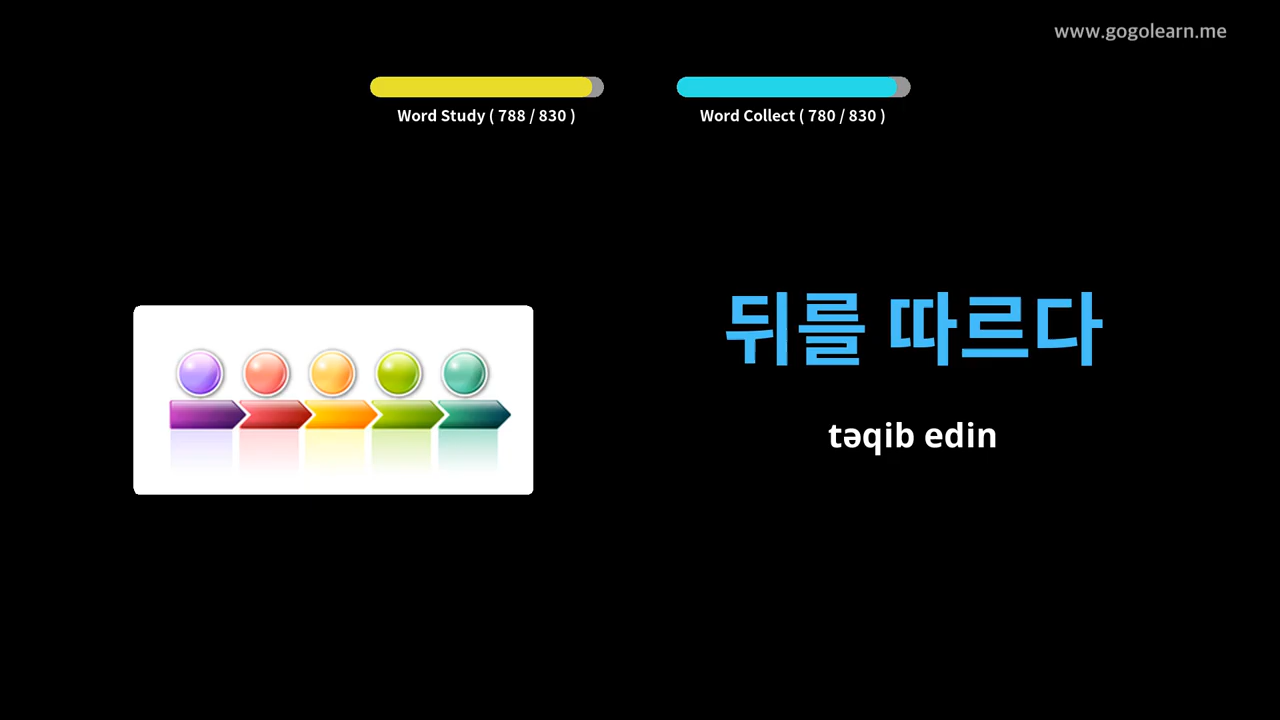 www.gogolearn.me
Word Study ( 788 / 830 )
Word Collect ( 780 / 830 )
뒤를 따르다
təqib edin